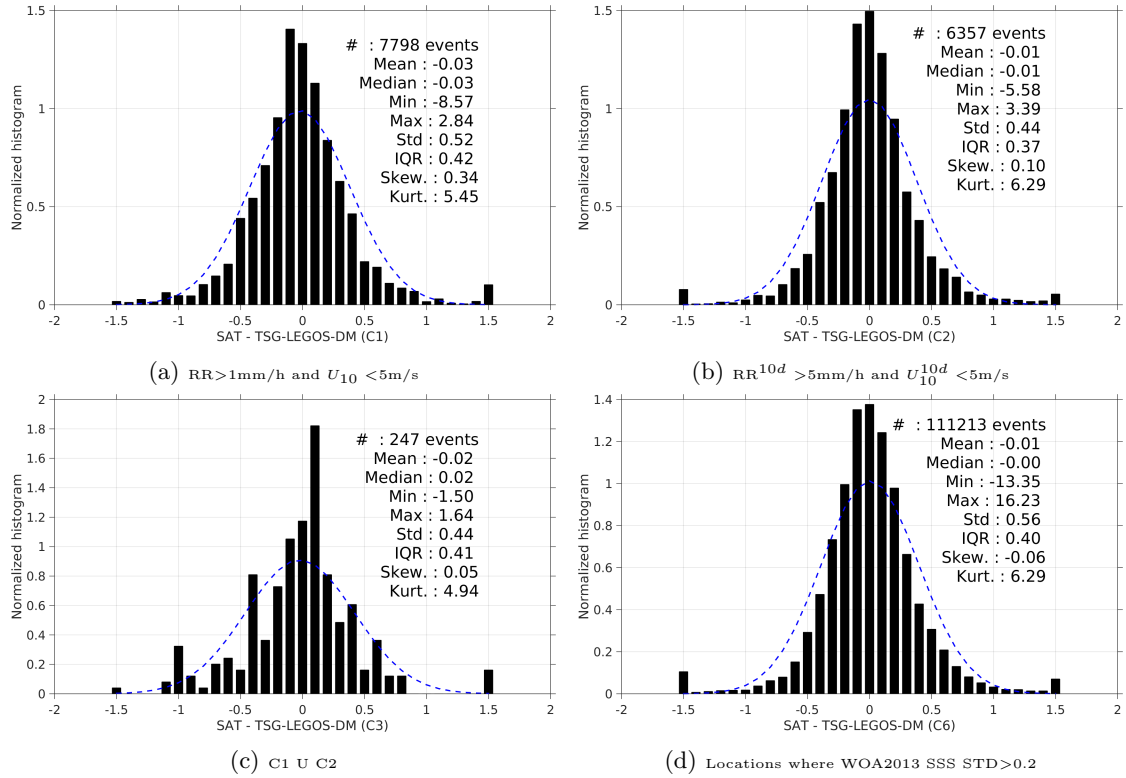 1.5
1
0.5
0
Normalized histogram
# : 7798 events
Mean : -0.03
Median : -0.03
Min : -8.57
Max : 2.84
Std : 0.52
IQR : 0.42
Skew. : 0.34
Kurt. : 5.45
-2 -1.5 -1 -0.5 0 0.5 1 1.5 2
SAT - TSG-LEGOS-DM (C1)
(a) RR>1mm/h and U₁₀ <5m/s
1.5
1
0.5
0
Normalized histogram
# : 6357 events
Mean : -0.01
Median : -0.01
Min : -5.58
Max : 3.39
Std : 0.44
IQR : 0.37
Skew. : 0.10
Kurt. : 6.29
-2 -1.5 -1 -0.5 0 0.5 1 1.5 2
SAT - TSG-LEGOS-DM (C2)
(b) RR^{10d} >5mm/h and U_{10}^{10d} <5m/s
2
1.8
1.6
1.4
1.2
1
0.8
0.6
0.4
0.2
0
Normalized histogram
# : 247 events
Mean : -0.02
Median : 0.02
Min : -1.50
Max : 1.64
Std : 0.44
IQR : 0.41
Skew. : 0.05
Kurt. : 4.94
-2 -1.5 -1 -0.5 0 0.5 1 1.5 2
SAT - TSG-LEGOS-DM (C3)
(c) C1 U C2
1.4
1.2
1
0.8
0.6
0.4
0.2
0
Normalized histogram
# : 111213 events
Mean : -0.01
Median : -0.00
Min : -13.35
Max : 16.23
Std : 0.56
IQR : 0.40
Skew. : -0.06
Kurt. : 6.29
-2 -1.5 -1 -0.5 0 0.5 1 1.5 2
SAT - TSG-LEGOS-DM (C6)
(d) Locations where WOA2013 SSS STD>0.2